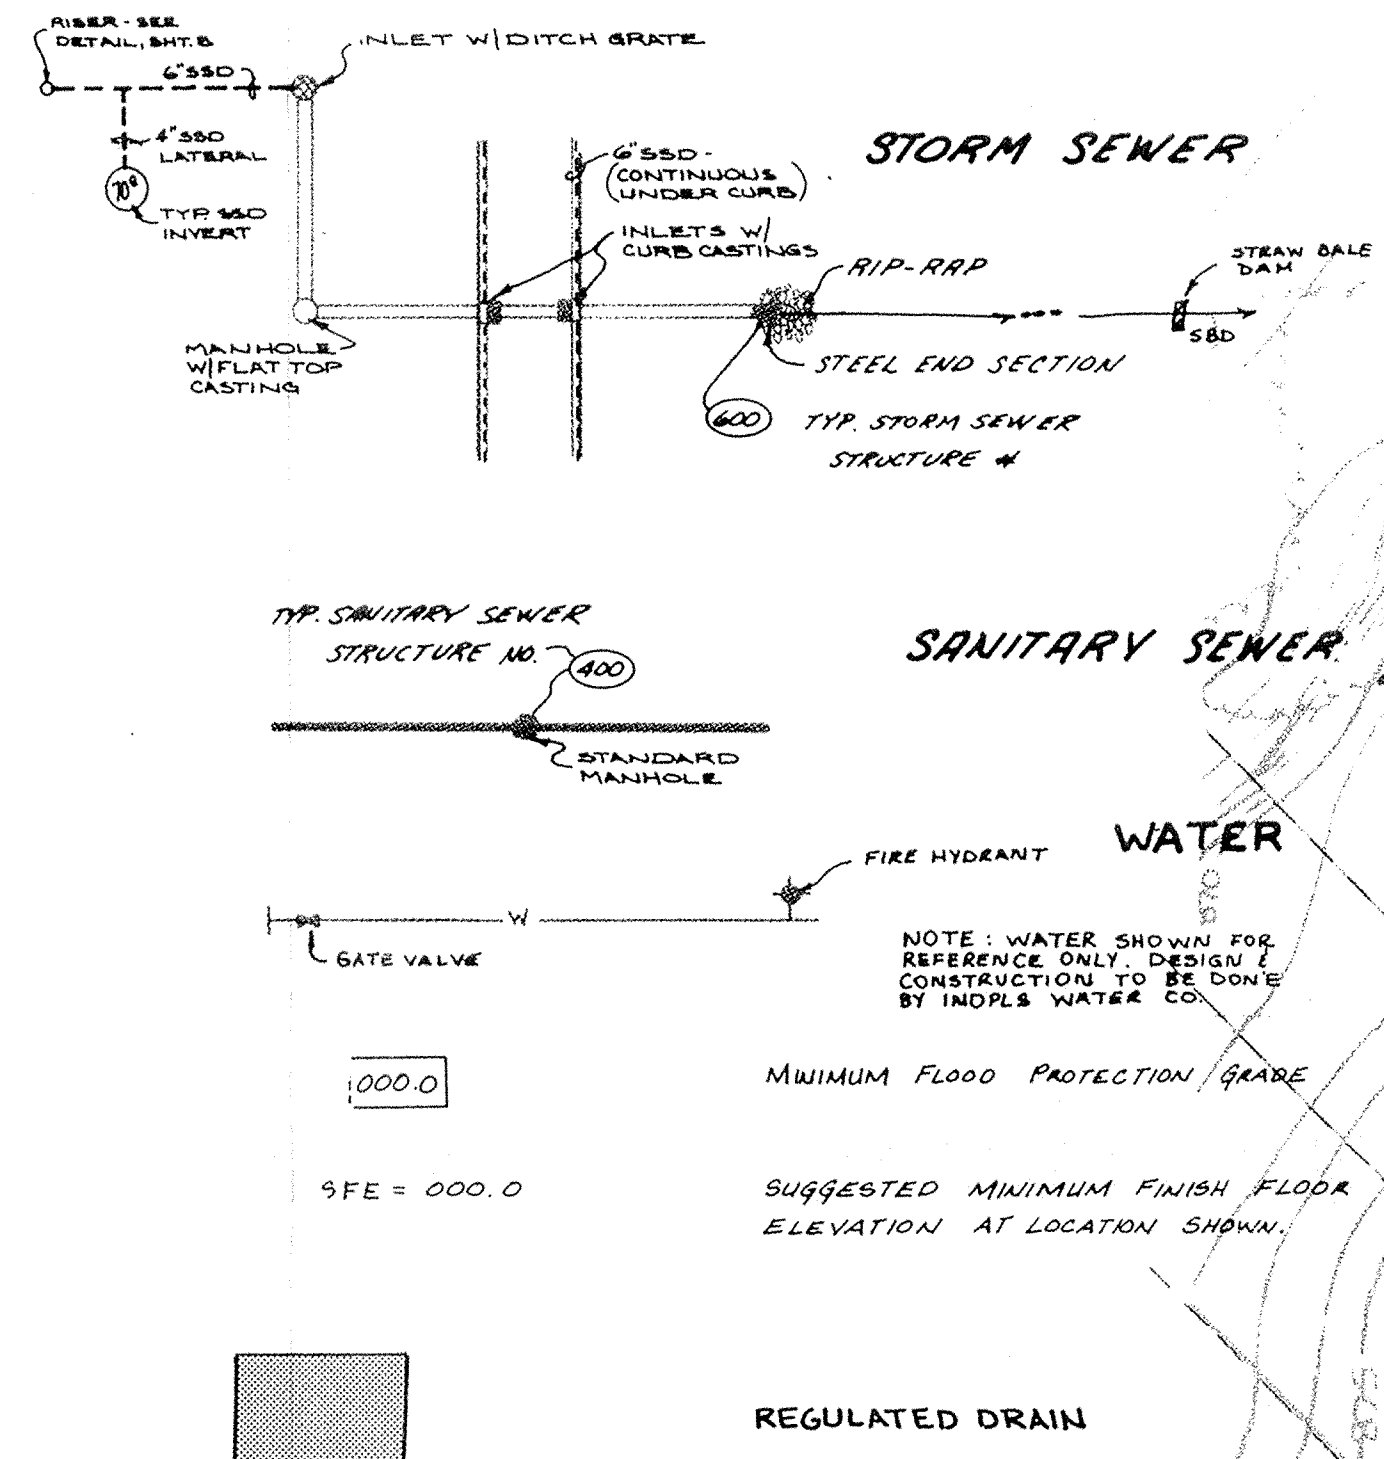 RISER - SEE
DETAIL, SHT. 8
6" SSD
INLET W/DITCH GRATE
4" SSD
LATERAL
TYP. SSD
INVERT
STORM SEWER
6" SSD -
(CONTINUOUS
UNDER CURB)
INLETS W/
CURB CASTINGS
RIP-RAP
STRAW BALE
DAM
SBD
MANHOLE
W/FLAT TOP
CASTING
STEEL END SECTION
600
TYP. STORM SEWER
STRUCTURE #
TYP. SANITARY SEWER
STRUCTURE NO.
400
SANITARY SEWER
STANDARD
MANHOLE
WATER
FIRE HYDRANT
W
GATE VALVE
NOTE : WATER SHOWN FOR
REFERENCE ONLY. DESIGN &
CONSTRUCTION TO BE DONE
BY INDPLS WATER CO.
000.0
MINIMUM FLOOD PROTECTION GRADE
SFE = 000.0
SUGGESTED MINIMUM FINISH FLOOR
ELEVATION AT LOCATION SHOWN.
REGULATED DRAIN